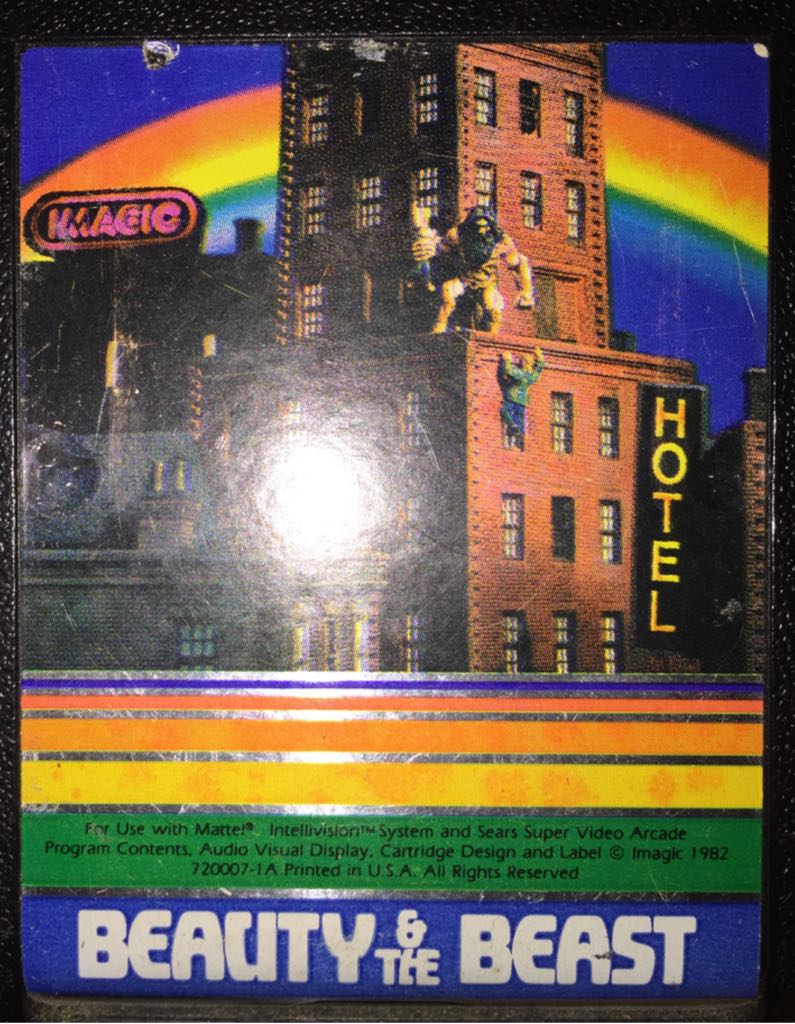 IMAGIC
HOTEL
For Use with Mattel®. Intellivision™ System and Sears Super Video Arcade
Program Contents, Audio Visual Display, Cartridge Design and Label © Imagic 1982
720007-1A Printed in U.S.A. All Rights Reserved
BEAUTY & THE BEAST